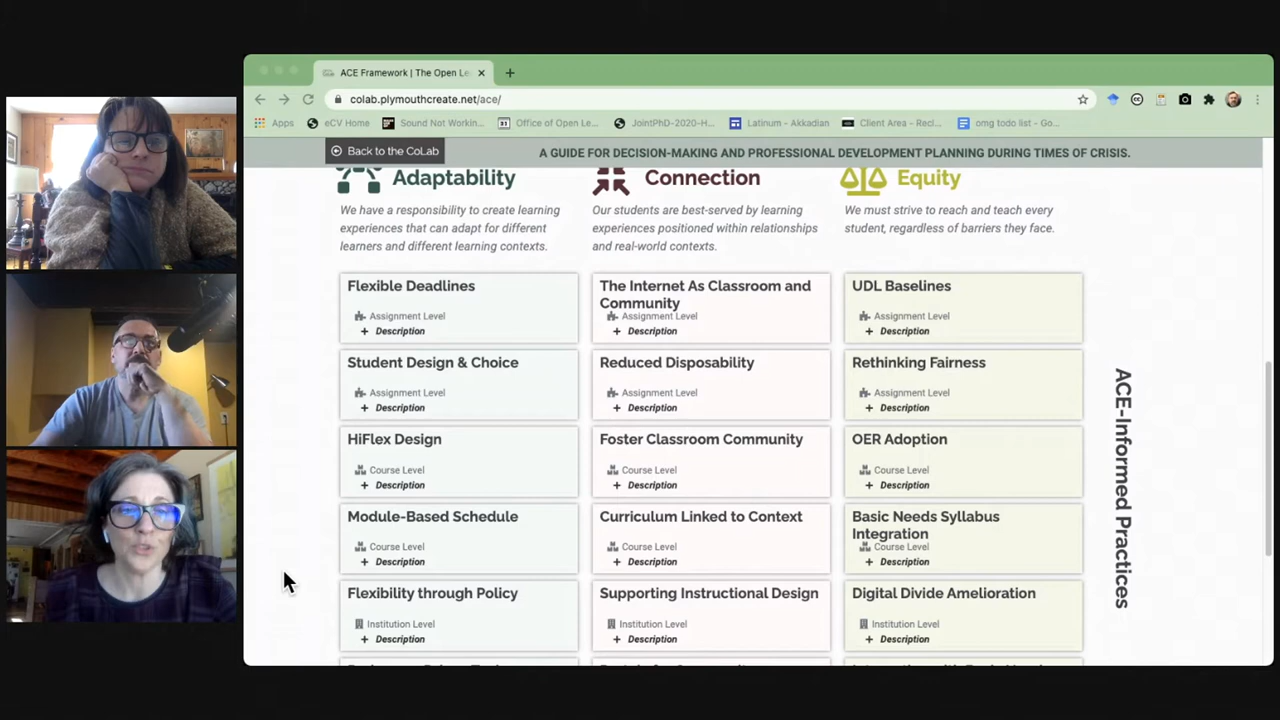 ACE Framework | The Open Le
colab.plymouthcreate.net/ace/
Apps
eCV Home
Sound Not Workin...
Office of Open Le...
JointPhD-2020-H...
Latinum - Akkadian
Client Area - Reci...
omg todo list - Go...
Back to the CoLab
A GUIDE FOR DECISION-MAKING AND PROFESSIONAL DEVELOPMENT PLANNING DURING TIMES OF CRISIS.
Adaptability
We have a responsibility to create learning
experiences that can adapt for different
learners and different learning contexts.
Connection
Our students are best-served by learning
experiences positioned within relationships
and real-world contexts.
Equity
We must strive to reach and teach every
student, regardless of barriers they face.
Flexible Deadlines
Assignment Level
+ Description
The Internet As Classroom and
Community
Assignment Level
+ Description
UDL Baselines
Assignment Level
+ Description
Student Design & Choice
Assignment Level
+ Description
Reduced Disposability
Assignment Level
+ Description
Rethinking Fairness
Assignment Level
+ Description
HiFlex Design
Course Level
+ Description
Foster Classroom Community
Course Level
+ Description
OER Adoption
Course Level
+ Description
Module-Based Schedule
Course Level
+ Description
Curriculum Linked to Context
Course Level
+ Description
Basic Needs Syllabus
Integration
Course Level
+ Description
Flexibility through Policy
Institution Level
+ Description
Supporting Instructional Design
Institution Level
+ Description
Digital Divide Amelioration
Institution Level
+ Description
ACE-Informed Practices